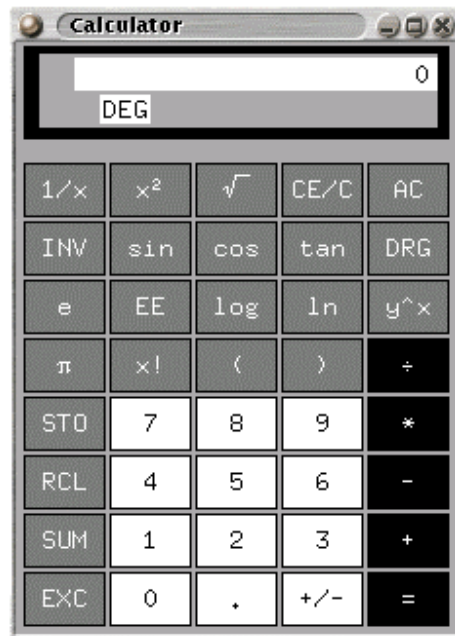 Calculator
0
DEG
1/x x² √ CE/C AC
INV sin cos tan DRG
e EE log ln y^x
π x! ( ) ÷
STO 7 8 9 *
RCL 4 5 6 -
SUM 1 2 3 +
EXC 0 . +/- =